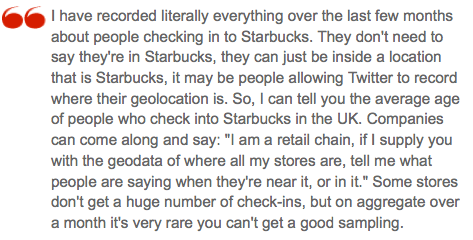 I have recorded literally everything over the last few months
about people checking in to Starbucks. They don't need to
say they're in Starbucks, they can just be inside a location
that is Starbucks, it may be people allowing Twitter to record
where their geolocation is. So, I can tell you the average age
of people who check into Starbucks in the UK. Companies
can come along and say: "I am a retail chain, if I supply you
with the geodata of where all my stores are, tell me what
people are saying when they're near it, or in it." Some stores
don't get a huge number of check-ins, but on aggregate over
a month it's very rare you can't get a good sampling.